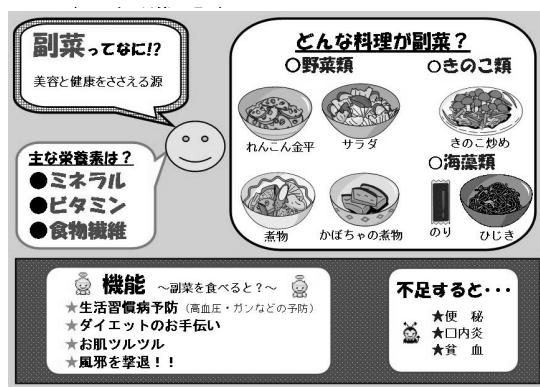 副菜ってなに!?
美容と健康をささえる源
主な栄養素は？
●ミネラル
●ビタミン
●食物繊維
どんな料理が副菜？
○野菜類
○きのこ類
れんこん金平
サラダ
きのこ炒め
○海藻類
煮物
かぼちゃの煮物
のり
ひじき
機能 ～副菜を食べると？～
★生活習慣病予防（高血圧・ガンなどの予防）
★ダイエットのお手伝い
★お肌ツルツル
★風邪を撃退！！
不足すると・・・
★便　秘
★口内炎
★貧　血